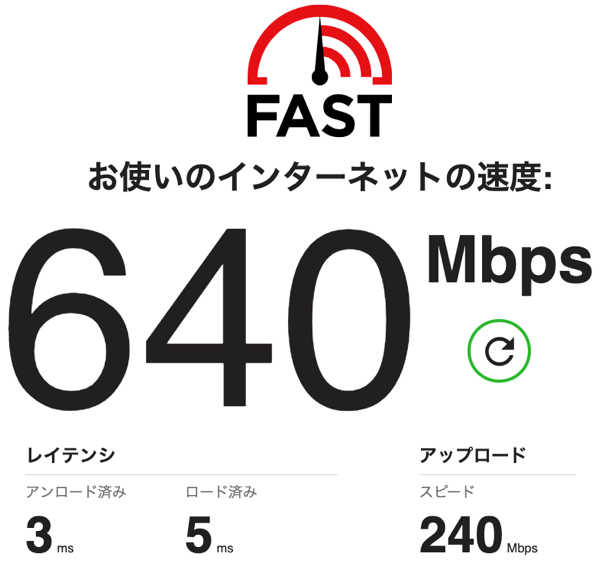 FAST
お使いのインターネットの速度:
640 Mbps
レイテンシ
アップロード
アンロード済み
ロード済み
スピード
3 ms
5 ms
240 Mbps